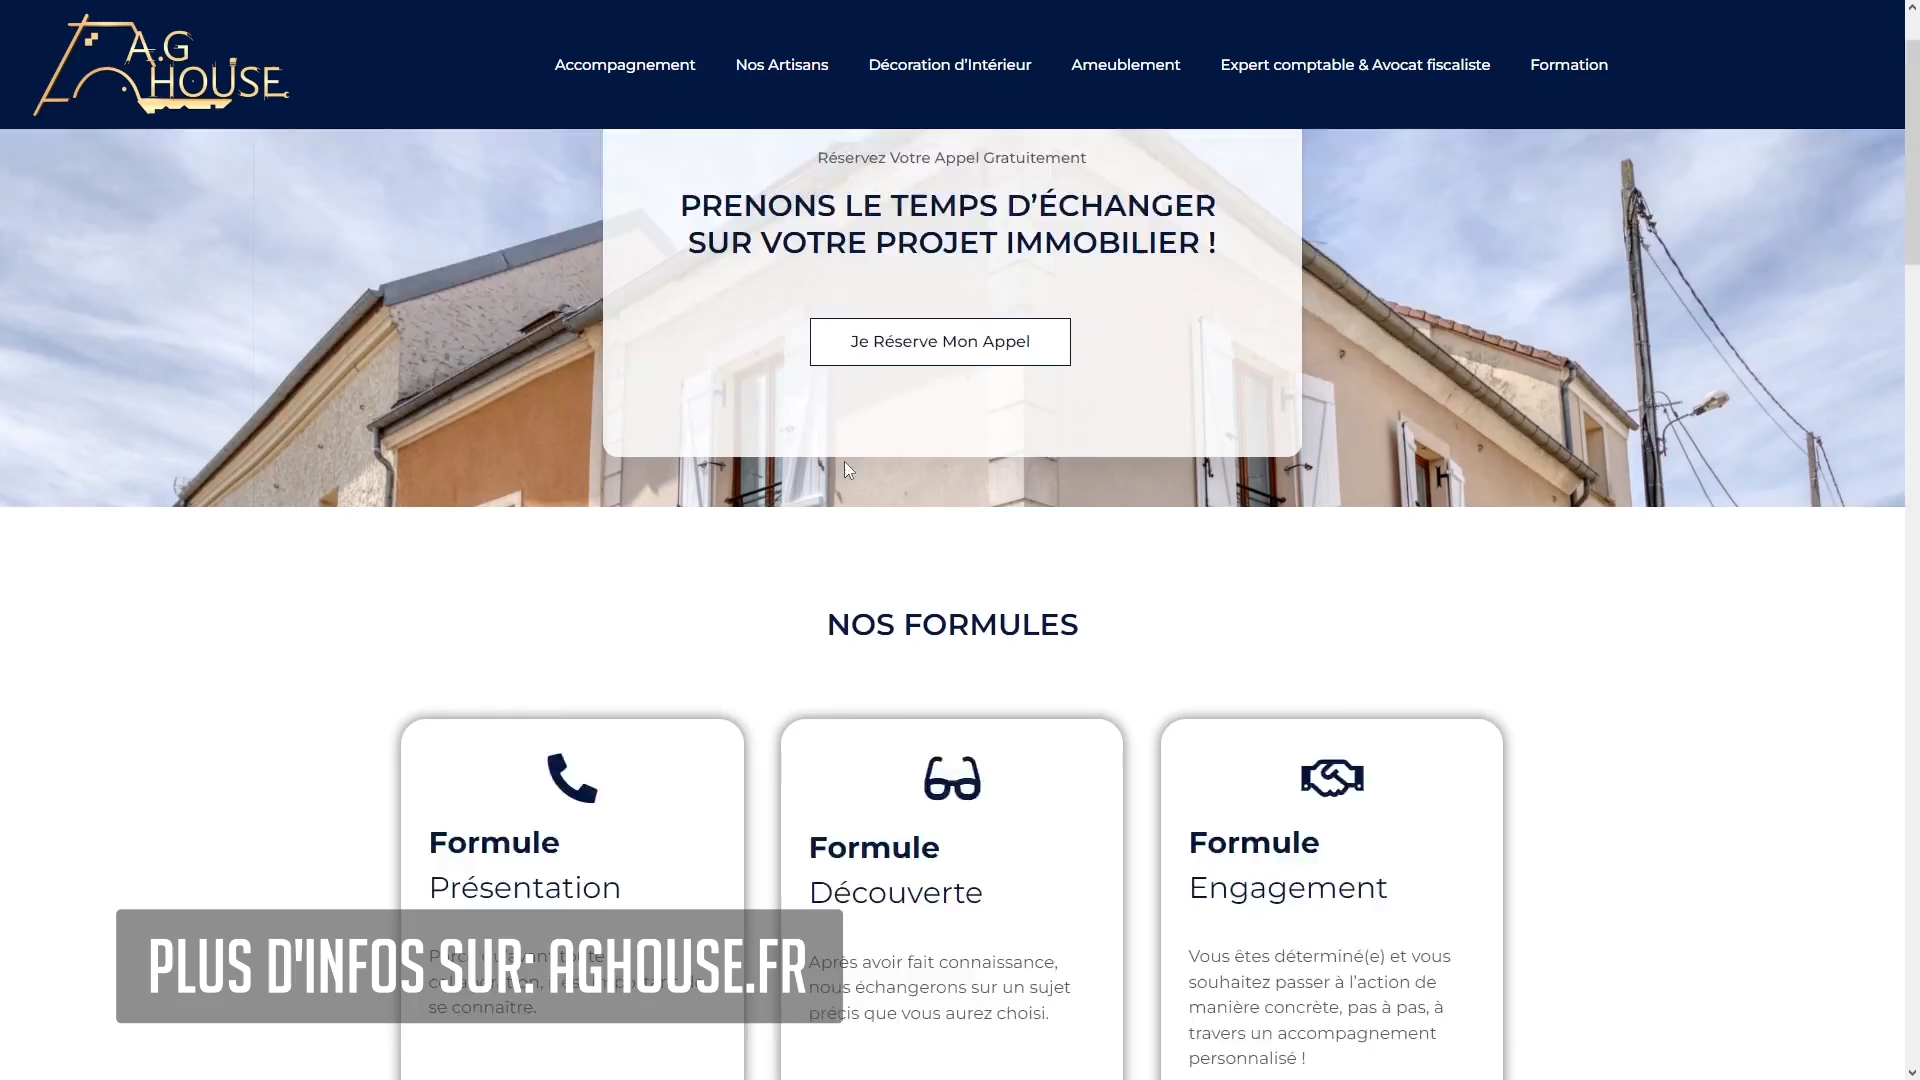 A.G
HOUSE
Accompagnement
Nos Artisans
Décoration d’Intérieur
Ameublement
Expert comptable & Avocat fiscaliste
Formation
Réservez Votre Appel Gratuitement
PRENONS LE TEMPS D’ÉCHANGER
SUR VOTRE PROJET IMMOBILIER !
Je Réserve Mon Appel
NOS FORMULES
Formule
Présentation
se connaître.
Formule
Découverte
Après avoir fait connaissance,
nous échangerons sur un sujet
précis que vous aurez choisi.
Formule
Engagement
Vous êtes déterminé(e) et vous
souhaitez passer à l’action de
manière concrète, pas à pas, à
travers un accompagnement
personnalisé !
PLUS D'INFOS SUR: AGHOUSE.FR